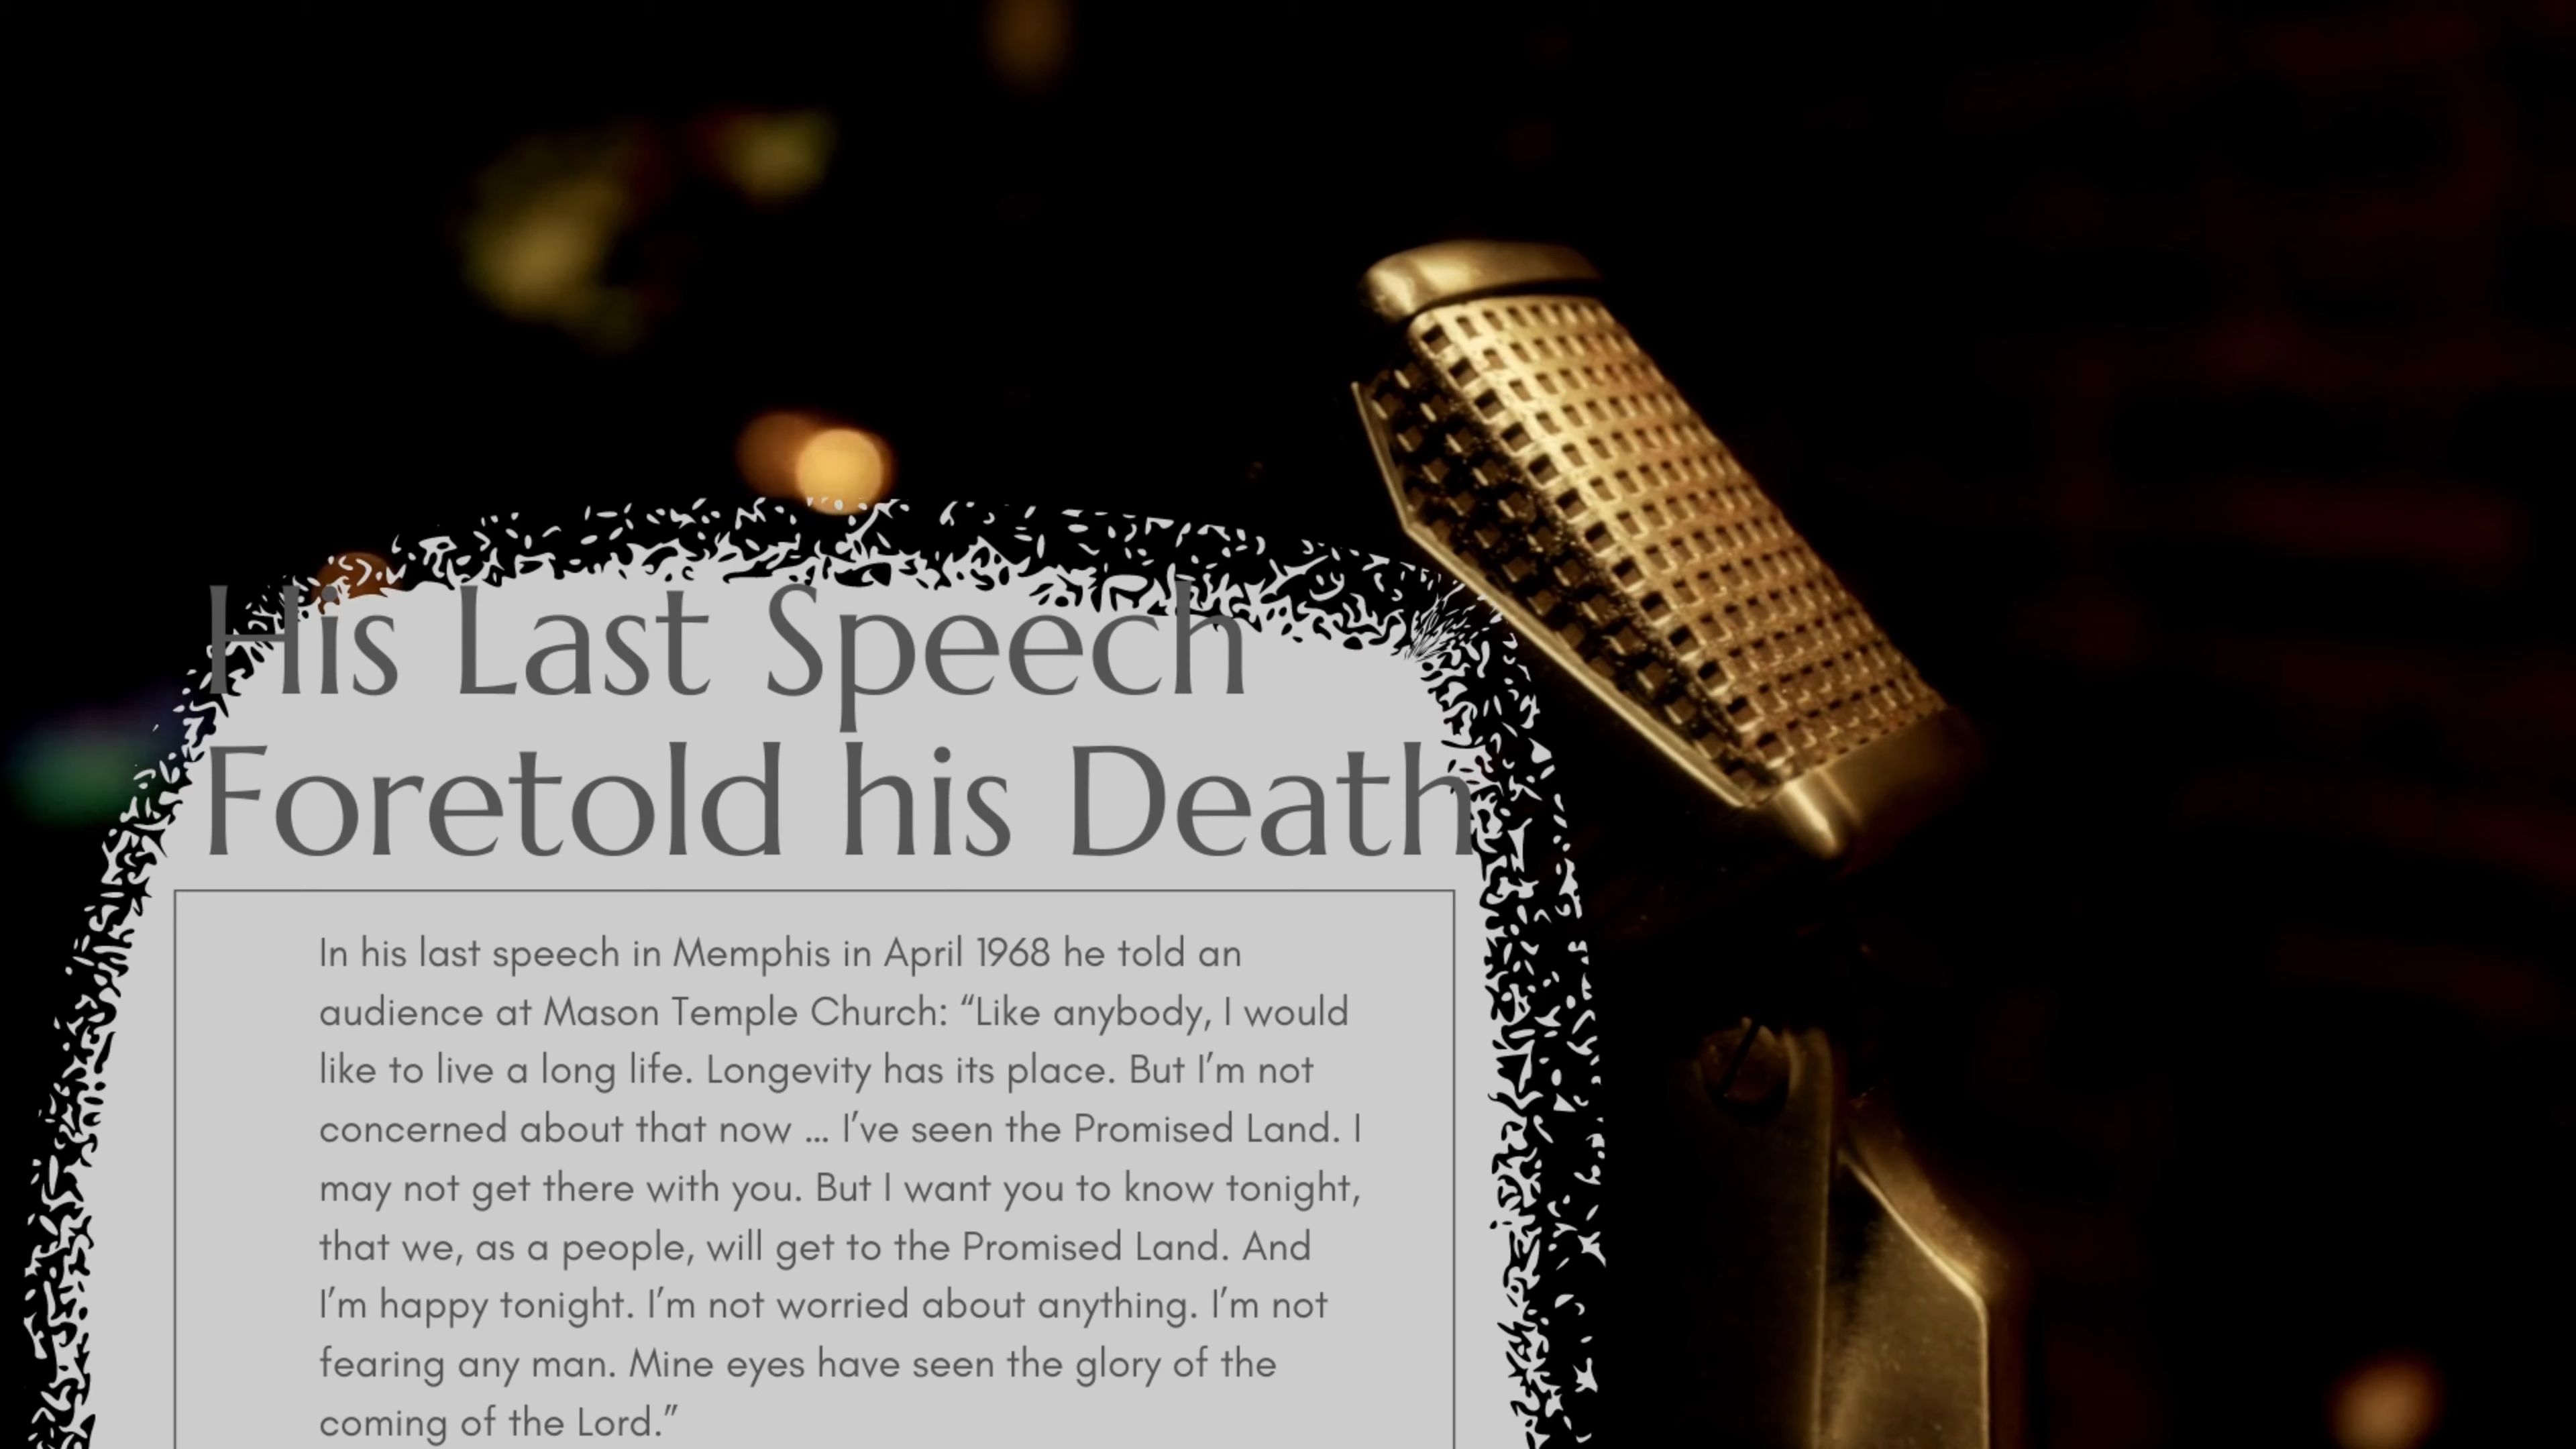 His Last Speech
Foretold his Death
In his last speech in Memphis in April 1968 he told an
audience at Mason Temple Church: “Like anybody, I would
like to live a long life. Longevity has its place. But I’m not
concerned about that now ... I’ve seen the Promised Land. I
may not get there with you. But I want you to know tonight,
that we, as a people, will get to the Promised Land. And
I’m happy tonight. I’m not worried about anything. I’m not
fearing any man. Mine eyes have seen the glory of the
coming of the Lord.”